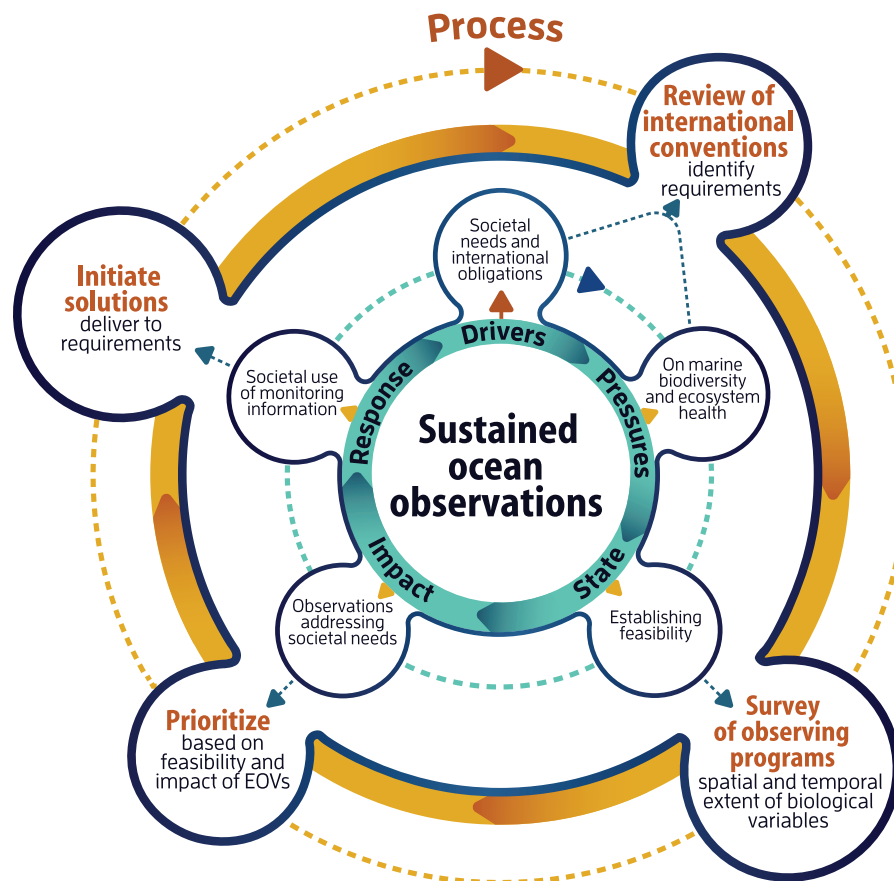 Process
Review of
international
conventions
identify
requirements
Societal
needs and
international
obligations
Initiate
solutions
deliver to
requirements
Drivers
Pressures
Response
Societal use
of monitoring
information
On marine
biodiversity
and ecosystem
health
Sustained
ocean
observations
Impact
State
Observations
addressing
societal needs
Establishing
feasibility
Prioritize
based on
feasibility and
impact of EOVs
Survey
of observing
programs
spatial and temporal
extent of biological
variables